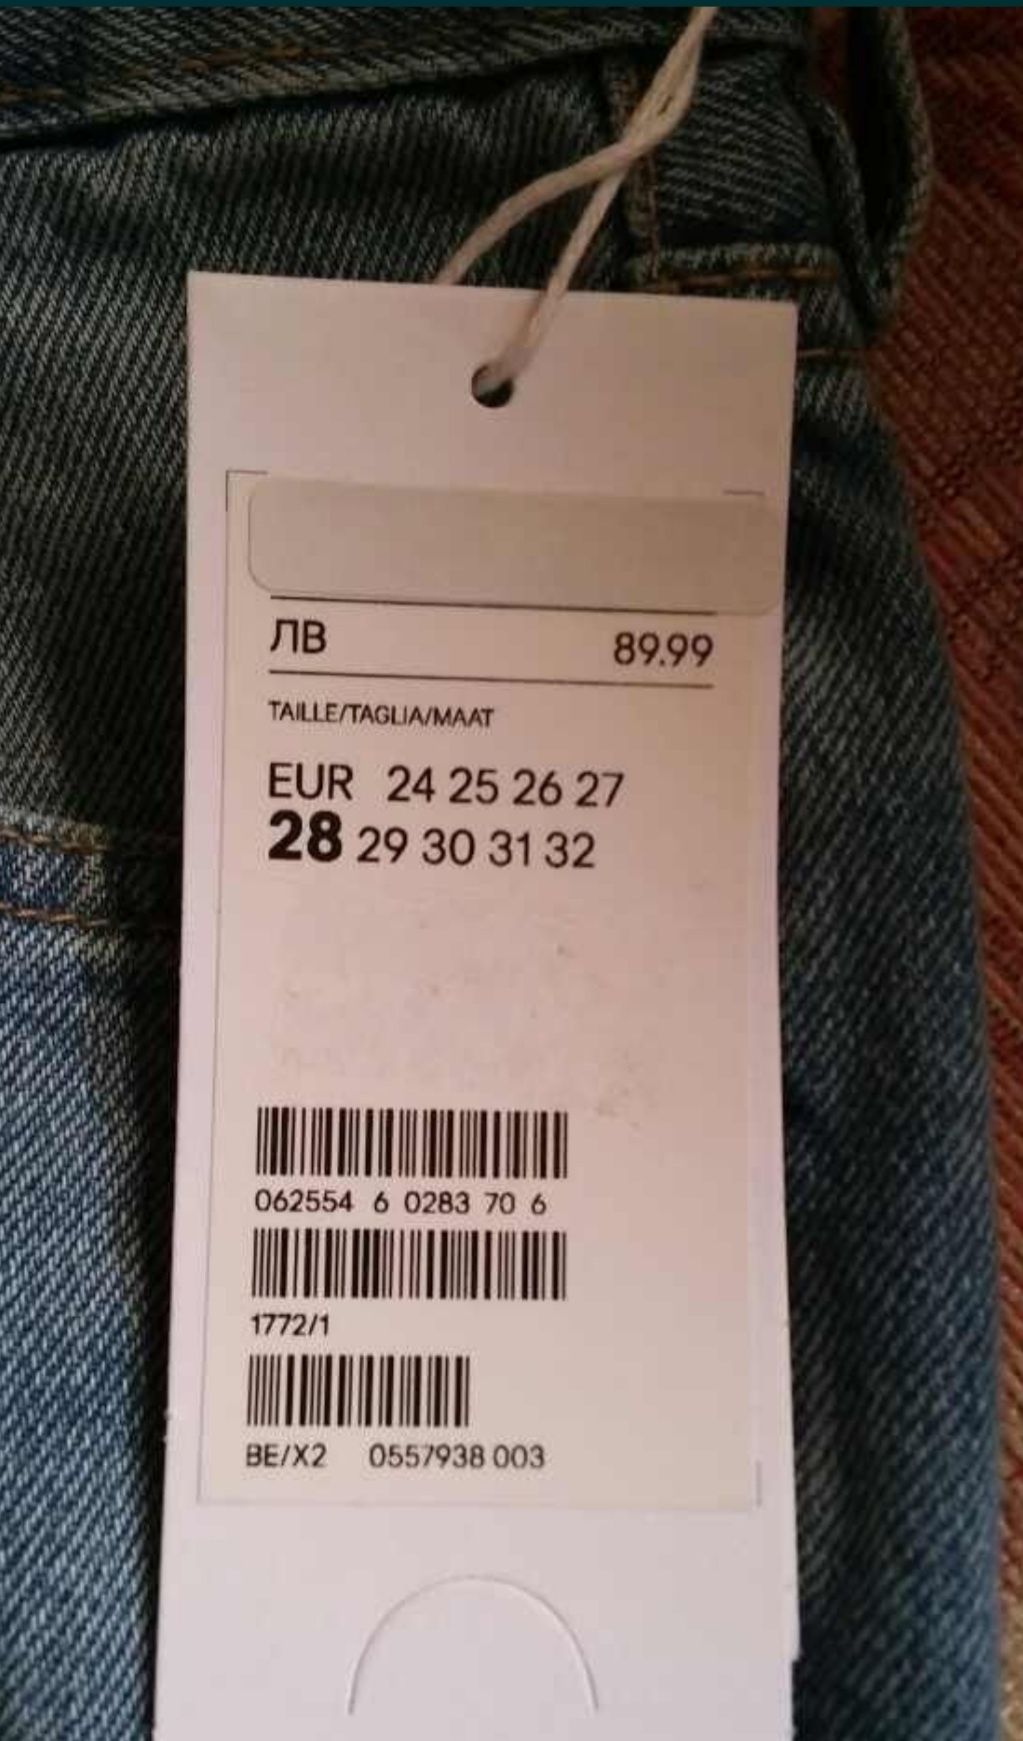 ЛВ 89.99
TAILLE/TAGLIA/MAAT
EUR 24 25 26 27
28 29 30 31 32
062554 6 0283 70 6
1772/1
BE/X2 0557938 003